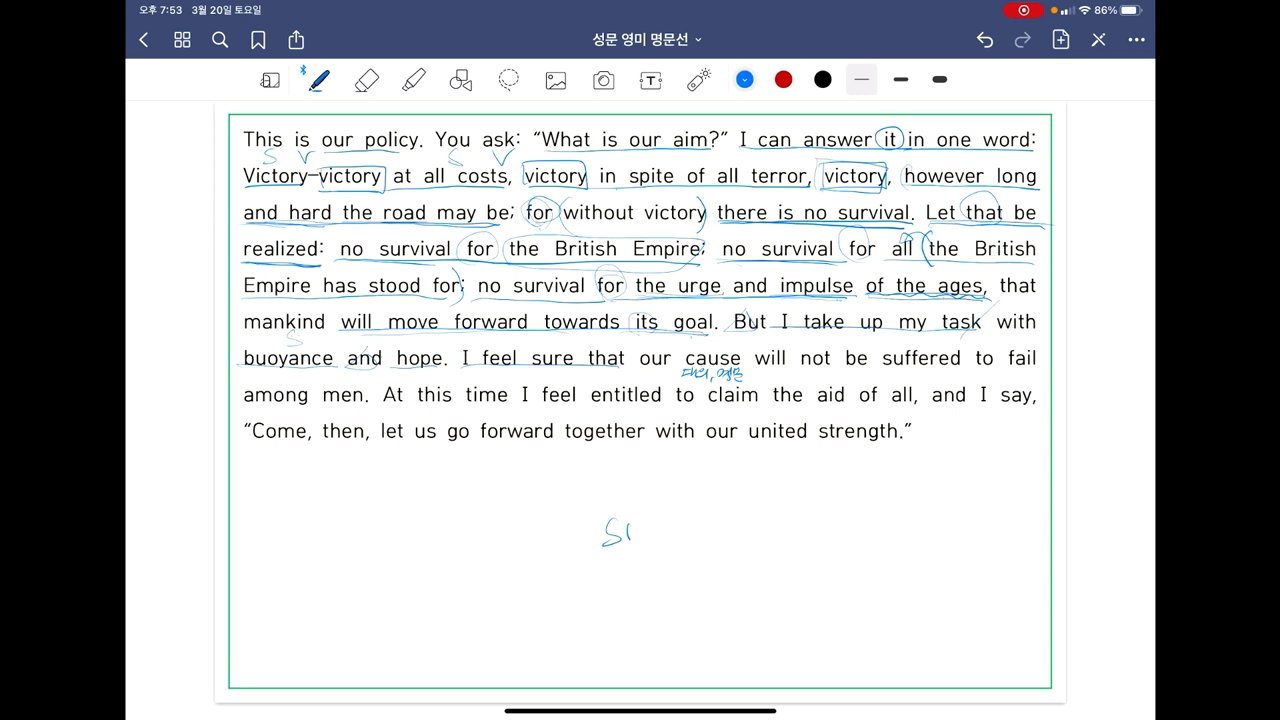 오후 7:53 3월 20일 토요일
86%
성문 영미 명문선
This is our policy. You ask: “What is our aim?” I can answer it in one word:
S V S V
Victory–victory at all costs, victory in spite of all terror, victory, however long
and hard the road may be; for without victory there is no survival. Let that be
realized: no survival for the British Empire; no survival for all the British
Empire has stood for; no survival for the urge and impulse of the ages, that
mankind will move forward towards its goal. But I take up my task with
S
buoyance and hope. I feel sure that our cause will not be suffered to fail
대의, 명분
among men. At this time I feel entitled to claim the aid of all, and I say,
“Come, then, let us go forward together with our united strength.”